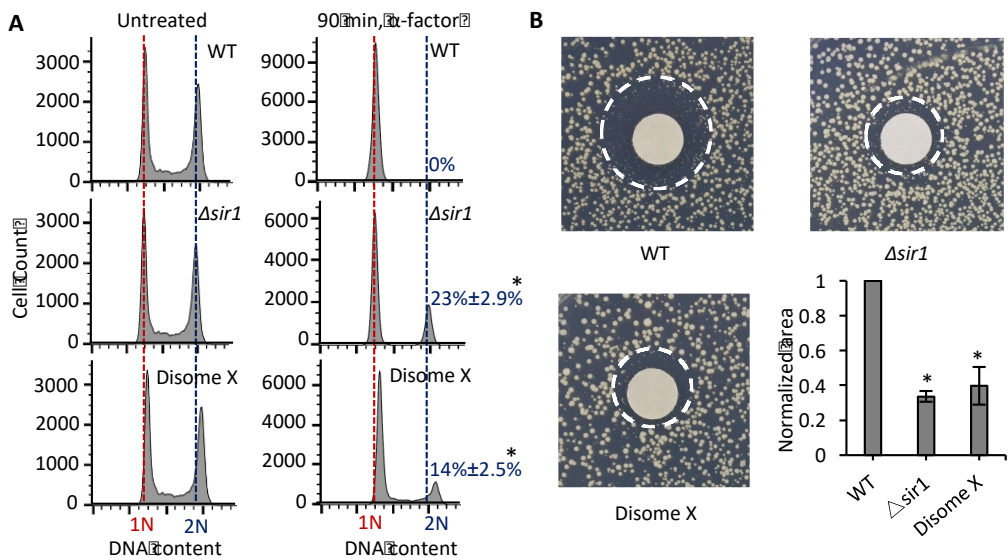 A
Untreated
90⍰min,⍰α-factor⍰
WT
3000
2000
1000
0
WT
9000
6000
3000
0
0%
Δsir1
3000
2000
1000
0
Δsir1
6000
4000
2000
0
*
23%±2.9%
Disome X
3000
2000
1000
0
Disome X
6000
4000
2000
0
*
14%±2.5%
Cell⍰Count⍰
1N 2N
DNA⍰content
1N 2N
DNA⍰content
B
WT
Δsir1
Disome X
Normalized⍰area
1
0.8
0.6
0.4
0.2
0
*
*
WT
△sir1
Disome X